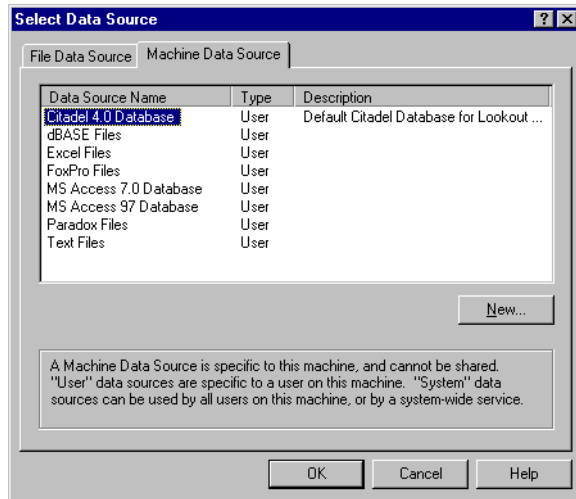 Select Data Source
File Data Source Machine Data Source
Data Source Name Type Description
Citadel 4.0 Database User Default Citadel Database for Lookout ...
dBASE Files User
Excel Files User
FoxPro Files User
MS Access 7.0 Database User
MS Access 97 Database User
Paradox Files User
Text Files User
New...
A Machine Data Source is specific to this machine, and cannot be shared.
"User" data sources are specific to a user on this machine. "System" data
sources can be used by all users on this machine, or by a system-wide service.
OK Cancel Help